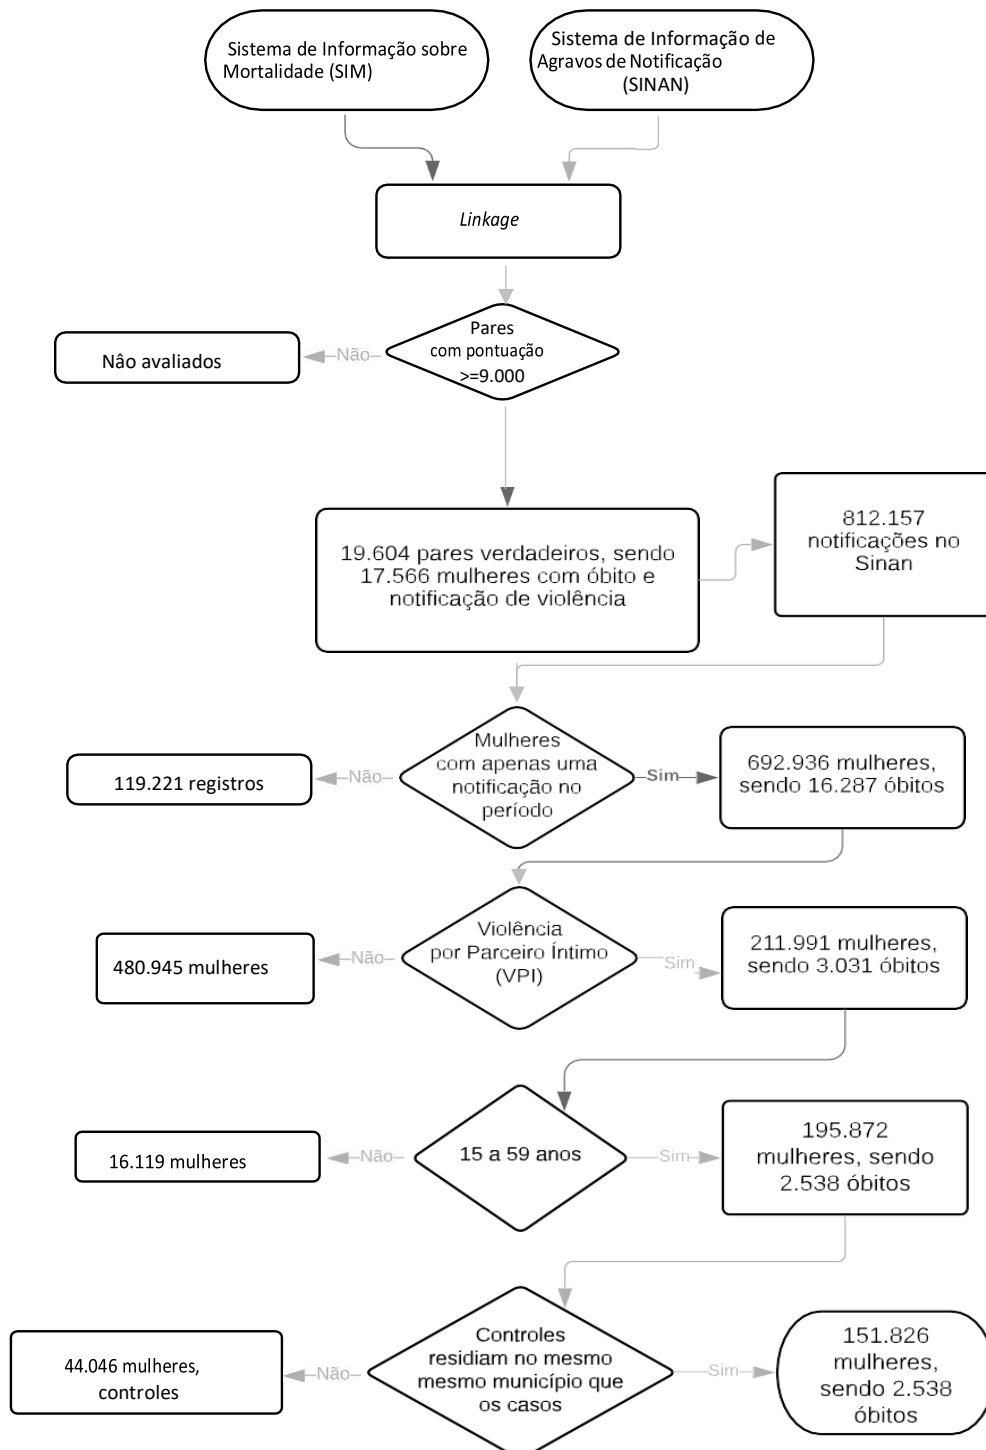 Sistema de Informação sobre
Mortalidade (SIM)
Sistema de Informação de
Agravos de Notificação
(SINAN)
Linkage
Pares
com pontuação
>=9.000
Não
Nâo avaliados
19.604 pares verdadeiros, sendo
17.566 mulheres com óbito e
notificação de violência
812.157
notificações no
Sinan
Mulheres
com apenas uma
notificação no
período
Não
119.221 registros
Sim
692.936 mulheres,
sendo 16.287 óbitos
Violência
por Parceiro Íntimo
(VPI)
Não
480.945 mulheres
Sim
211.991 mulheres,
sendo 3.031 óbitos
15 a 59 anos
Não
16.119 mulheres
Sim
195.872
mulheres, sendo
2.538 óbitos
Controles
residiam no mesmo
mesmo município que
os casos
Não
44.046 mulheres,
controles
Sim
151.826
mulheres,
sendo 2.538
óbitos